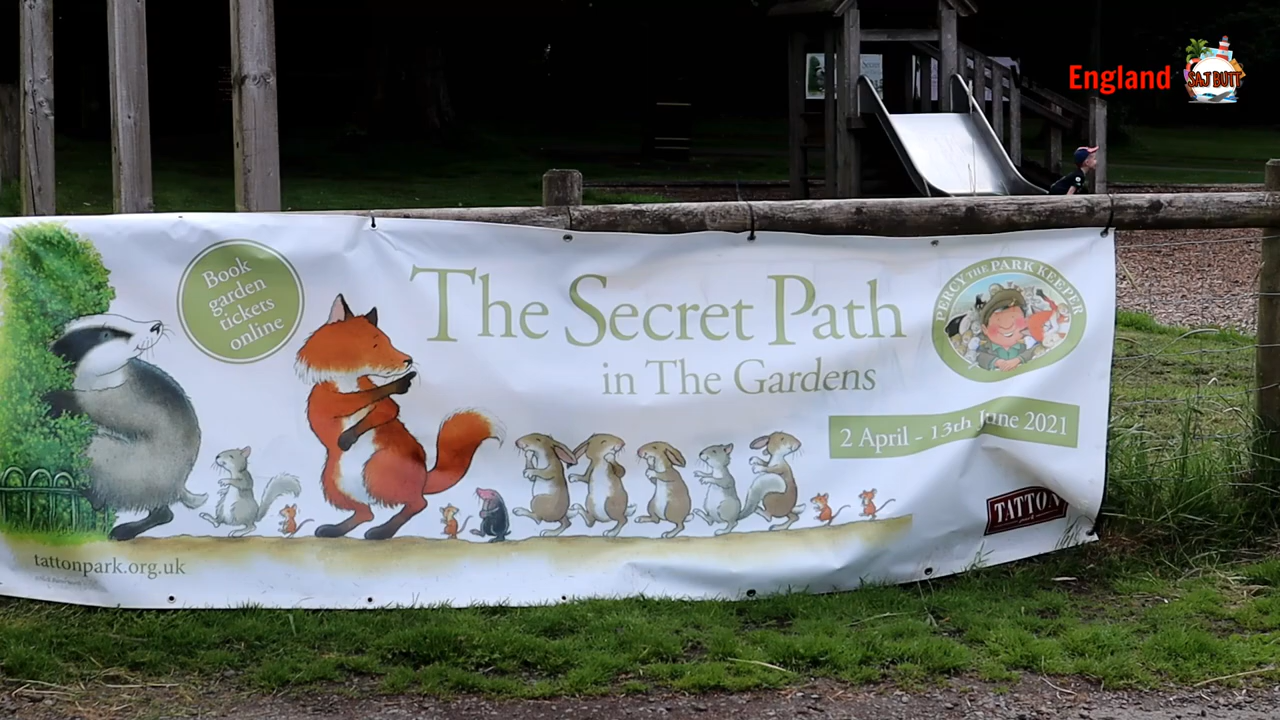 England
SAJ BUTT
Book
garden
tickets
online
The Secret Path
in The Gardens
PERCY THE PARK KEEPER
2 April - 13th June 2021
TATTON
tattonpark.org.uk